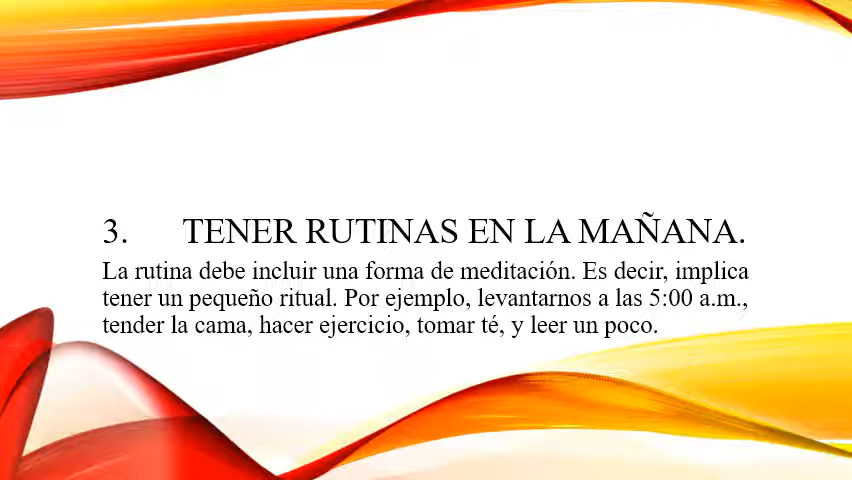 3. TENER RUTINAS EN LA MAÑANA.
La rutina debe incluir una forma de meditación. Es decir, implica
tener un pequeño ritual. Por ejemplo, levantarnos a las 5:00 a.m.,
tender la cama, hacer ejercicio, tomar té, y leer un poco.